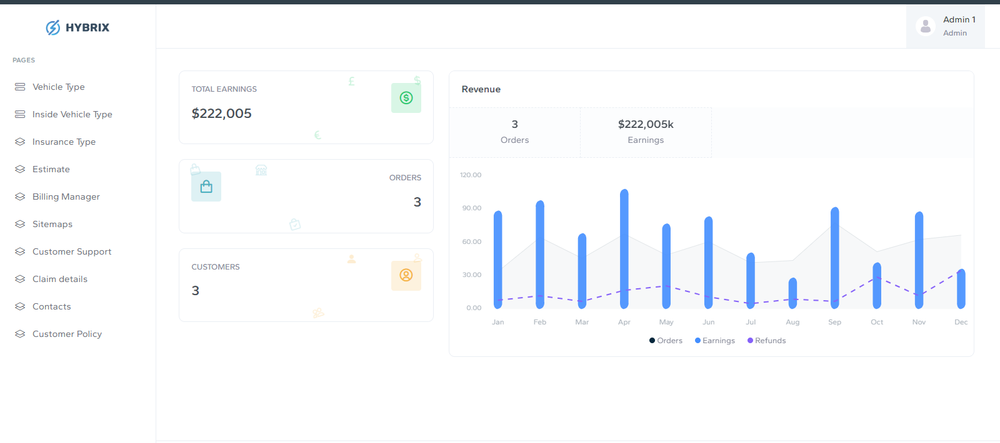 HYBRIX
Admin 1
Admin
PAGES
Vehicle Type
Inside Vehicle Type
Insurance Type
Estimate
Billing Manager
Sitemaps
Customer Support
Claim details
Contacts
Customer Policy
TOTAL EARNINGS
$222,005
ORDERS
3
CUSTOMERS
3
Revenue
3
Orders
$222,005k
Earnings
120.00
90.00
60.00
30.00
0.00
Jan Feb Mar Apr May Jun Jul Aug Sep Oct Nov Dec
Orders Earnings Refunds